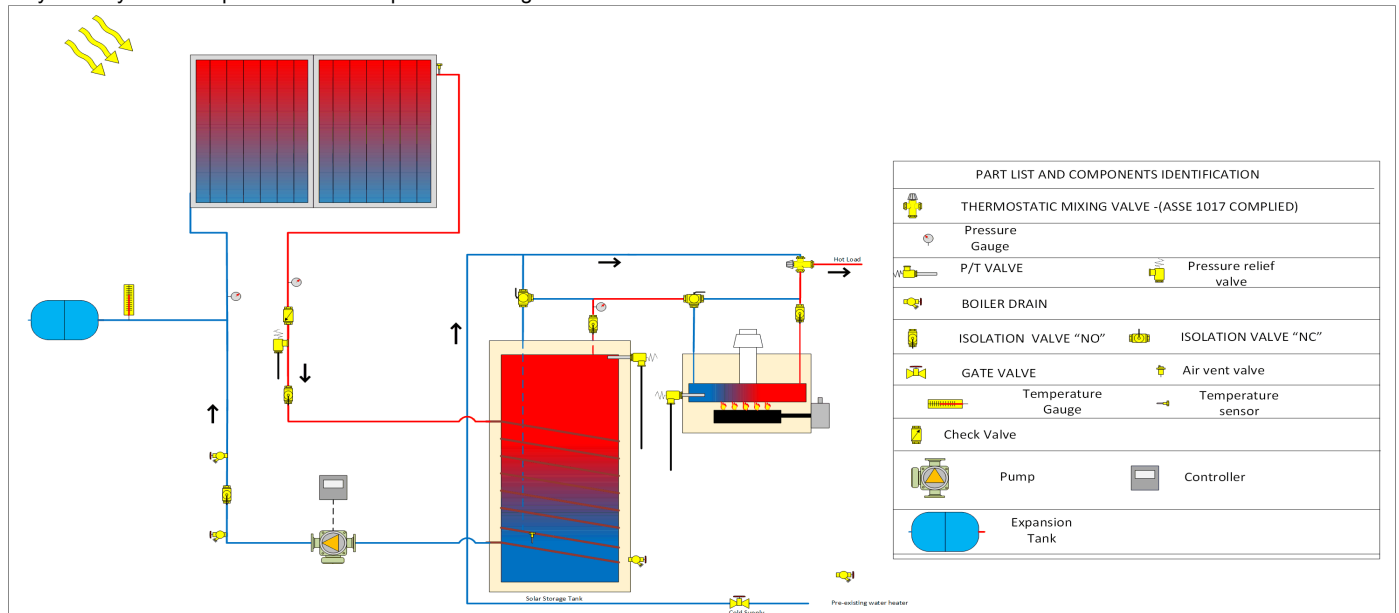 PART LIST AND COMPONENTS IDENTIFICATION
THERMOSTATIC MIXING VALVE -(ASSE 1017 COMPLIED)
Pressure
Gauge
P/T VALVE
Pressure relief
valve
BOILER DRAIN
ISOLATION VALVE "NO"
ISOLATION VALVE "NC"
GATE VALVE
Air vent valve
Temperature
Gauge
Temperature
sensor
Check Valve
Pump
Controller
Expansion
Tank
Hot Load
Solar Storage Tank
Pre-existing water heater
Cold Supply